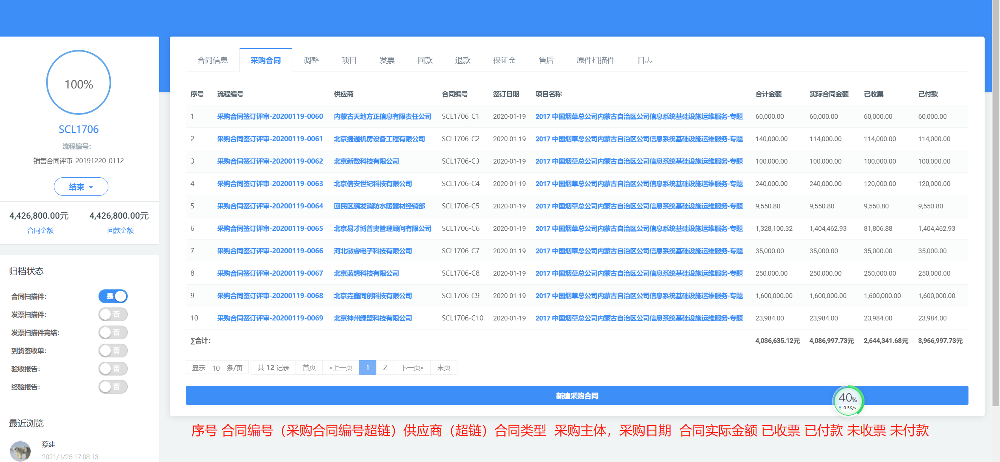 100%
SCL1706
流程编号:
销售合同评审-20191220-0112
结束
4,426,800.00元 4,426,800.00元
合同金额 回款金额
归档状态
合同扫描件: 是
发票扫描件: 否
发票扫描件完结: 否
到货签收单: 否
验收报告: 否
终验报告: 否
最近浏览
蔡建
2021/1/25 17:08:13
合同信息 采购合同 调整 项目 发票 回款 退款 保证金 售后 原件扫描件 日志
序号 流程编号 供应商 合同编号 签订日期 项目名称 合计金额 实际合同金额 已收票 已付款
1 采购合同签订评审-20200119-0060 内蒙古天地方正信息有限责任公司 SCL1706_C1 2020-01-19 2017 中国烟草总公司内蒙古自治区公司信息系统基础设施运维服务-专题 60,000.00 60,000.00 60,000.00 60,000.00
2 采购合同签订评审-20200119-0061 北京捷通机房设备工程有限公司 SCL1706-C2 2020-01-19 2017 中国烟草总公司内蒙古自治区公司信息系统基础设施运维服务-专题 140,000.00 114,000.00 114,000.00 114,000.00
3 采购合同签订评审-20200119-0062 北京新数科技有限公司 SCL1706-C3 2020-01-19 2017 中国烟草总公司内蒙古自治区公司信息系统基础设施运维服务-专题 100,000.00 100,000.00 100,000.00 100,000.00
4 采购合同签订评审-20200119-0063 北京信安世纪科技有限公司 SCL1706-C4 2020-01-19 2017 中国烟草总公司内蒙古自治区公司信息系统基础设施运维服务-专题 240,000.00 240,000.00 120,000.00 120,000.00
5 采购合同签订评审-20200119-0064 回民区鹏发消防水暖器材经销部 SCL1706-C5 2020-01-19 2017 中国烟草总公司内蒙古自治区公司信息系统基础设施运维服务-专题 9,550.80 9,550.80 9,550.80 9,550.80
6 采购合同签订评审-20200119-0065 北京易才博普奥管理顾问有限公司 SCL1706-C6 2020-01-19 2017 中国烟草总公司内蒙古自治区公司信息系统基础设施运维服务-专题 1,328,100.32 1,404,462.93 81,806.88 1,404,462.93
7 采购合同签订评审-20200119-0066 河北徽睿电子科技有限公司 SCL1706-C7 2020-01-19 2017 中国烟草总公司内蒙古自治区公司信息系统基础设施运维服务-专题 35,000.00 35,000.00 35,000.00 35,000.00
8 采购合同签订评审-20200119-0067 北京蓝想科技有限公司 SCL1706-C8 2020-01-19 2017 中国烟草总公司内蒙古自治区公司信息系统基础设施运维服务-专题 250,000.00 250,000.00 250,000.00 250,000.00
9 采购合同签订评审-20200119-0068 北京垚鑫同创科技有限公司 SCL1706-C9 2020-01-19 2017 中国烟草总公司内蒙古自治区公司信息系统基础设施运维服务-专题 1,600,000.00 1,600,000.00 1,600,000.00 1,600,000.00
10 采购合同签订评审-20200119-0069 北京神州绿盟科技有限公司 SCL1706-C10 2020-01-19 2017 中国烟草总公司内蒙古自治区公司信息系统基础设施运维服务-专题 23,984.00 23,984.00 23,984.00 23,984.00
∑合计: 4,036,635.12元 4,086,997.73元 2,644,341.68元 3,966,997.73元
显示 10 条/页 共 12 记录 首页 «上一页 1 2 下一页» 末页
新建采购合同
40%
0.3K/s
序号 合同编号（采购合同编号超链）供应商（超链）合同类型 采购主体，采购日期 合同实际金额 已收票 已付款 未收票 未付款